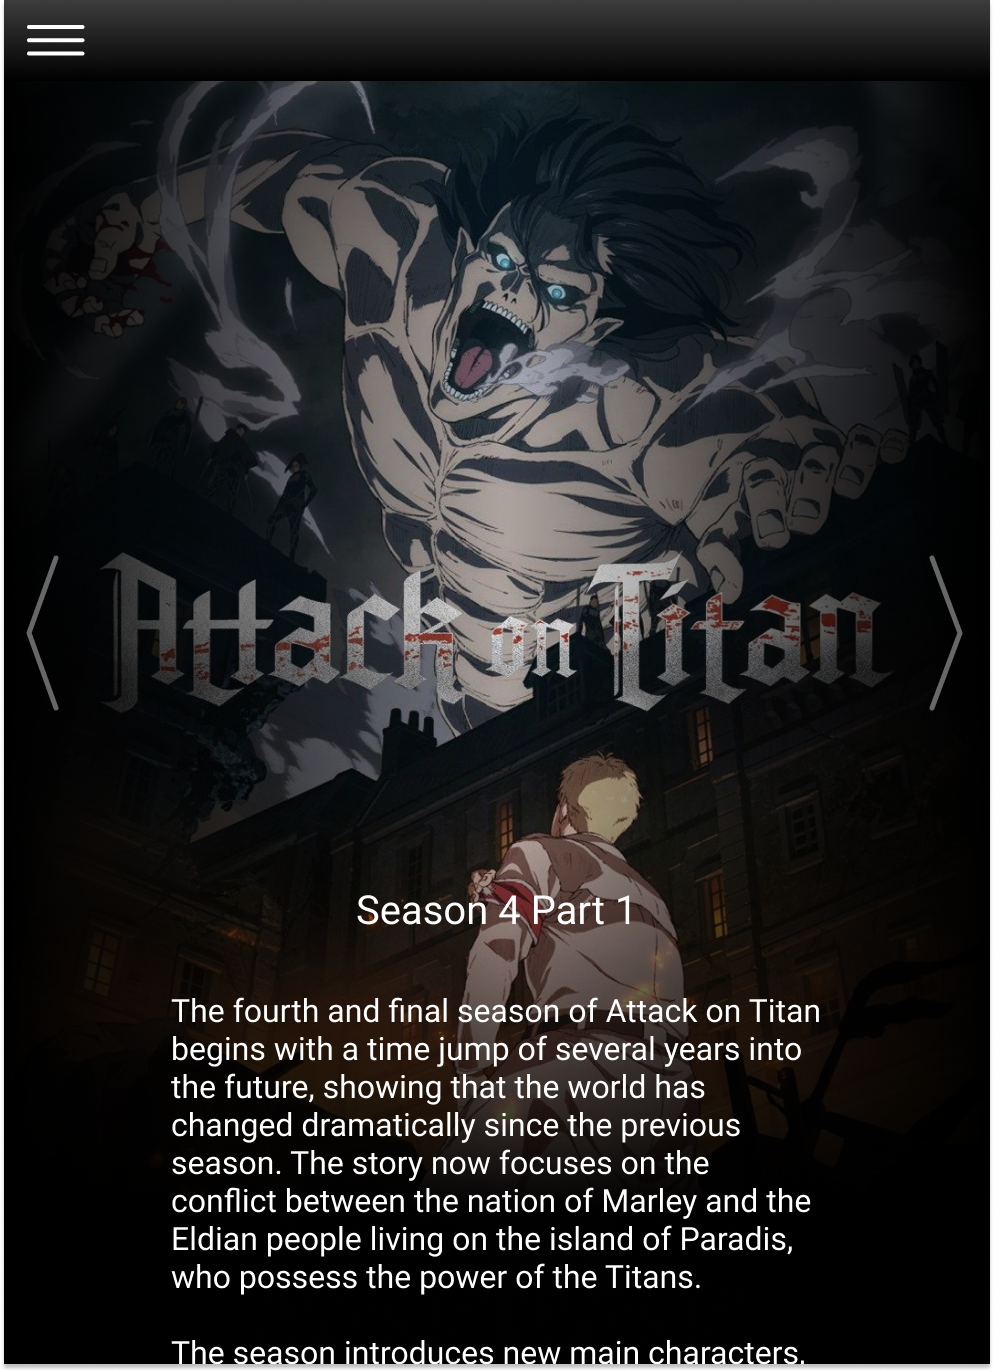 Attack on Titan
Season 4 Part 1
The fourth and final season of Attack on Titan
begins with a time jump of several years into
the future, showing that the world has
changed dramatically since the previous
season. The story now focuses on the
conflict between the nation of Marley and the
Eldian people living on the island of Paradis,
who possess the power of the Titans.
The season introduces new main characters,